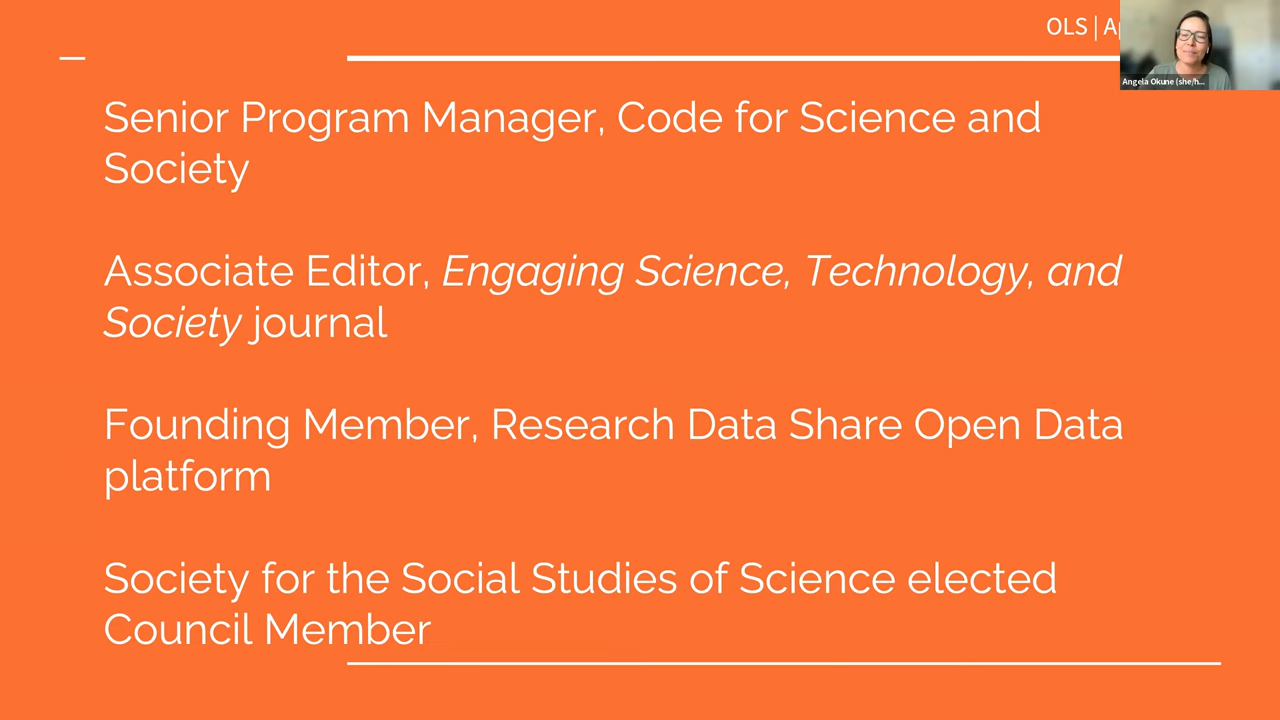 OLS |
Angela Okune (she/h...
Senior Program Manager, Code for Science and
Society
Associate Editor, Engaging Science, Technology, and
Society journal
Founding Member, Research Data Share Open Data
platform
Society for the Social Studies of Science elected
Council Member